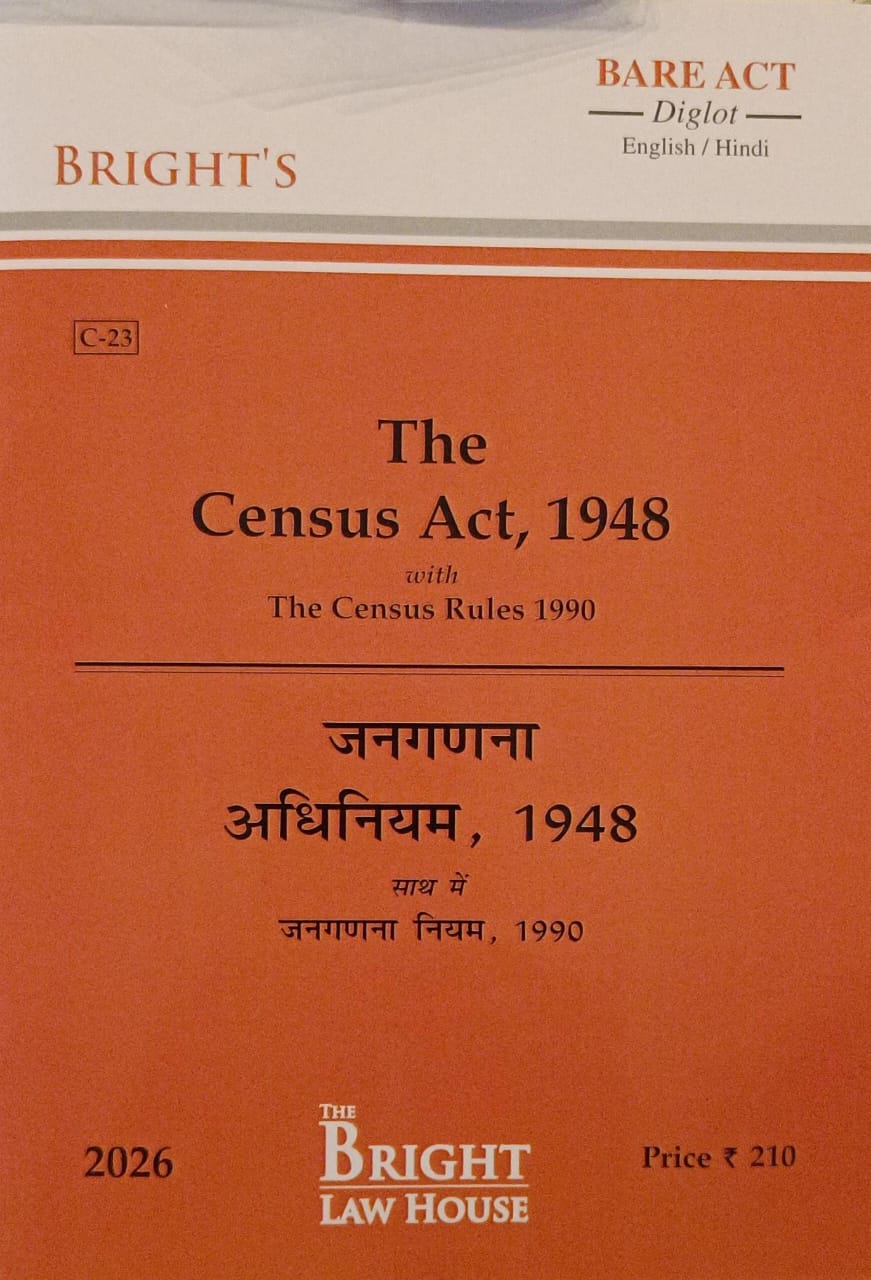 BARE ACT
Diglot
English / Hindi
BRIGHT'S
C-23
The
Census Act, 1948
with
The Census Rules 1990
जनगणना
अधिनियम, 1948
साथ में
जनगणना नियम, 1990
2026
THE
BRIGHT
LAW HOUSE
Price ₹ 210